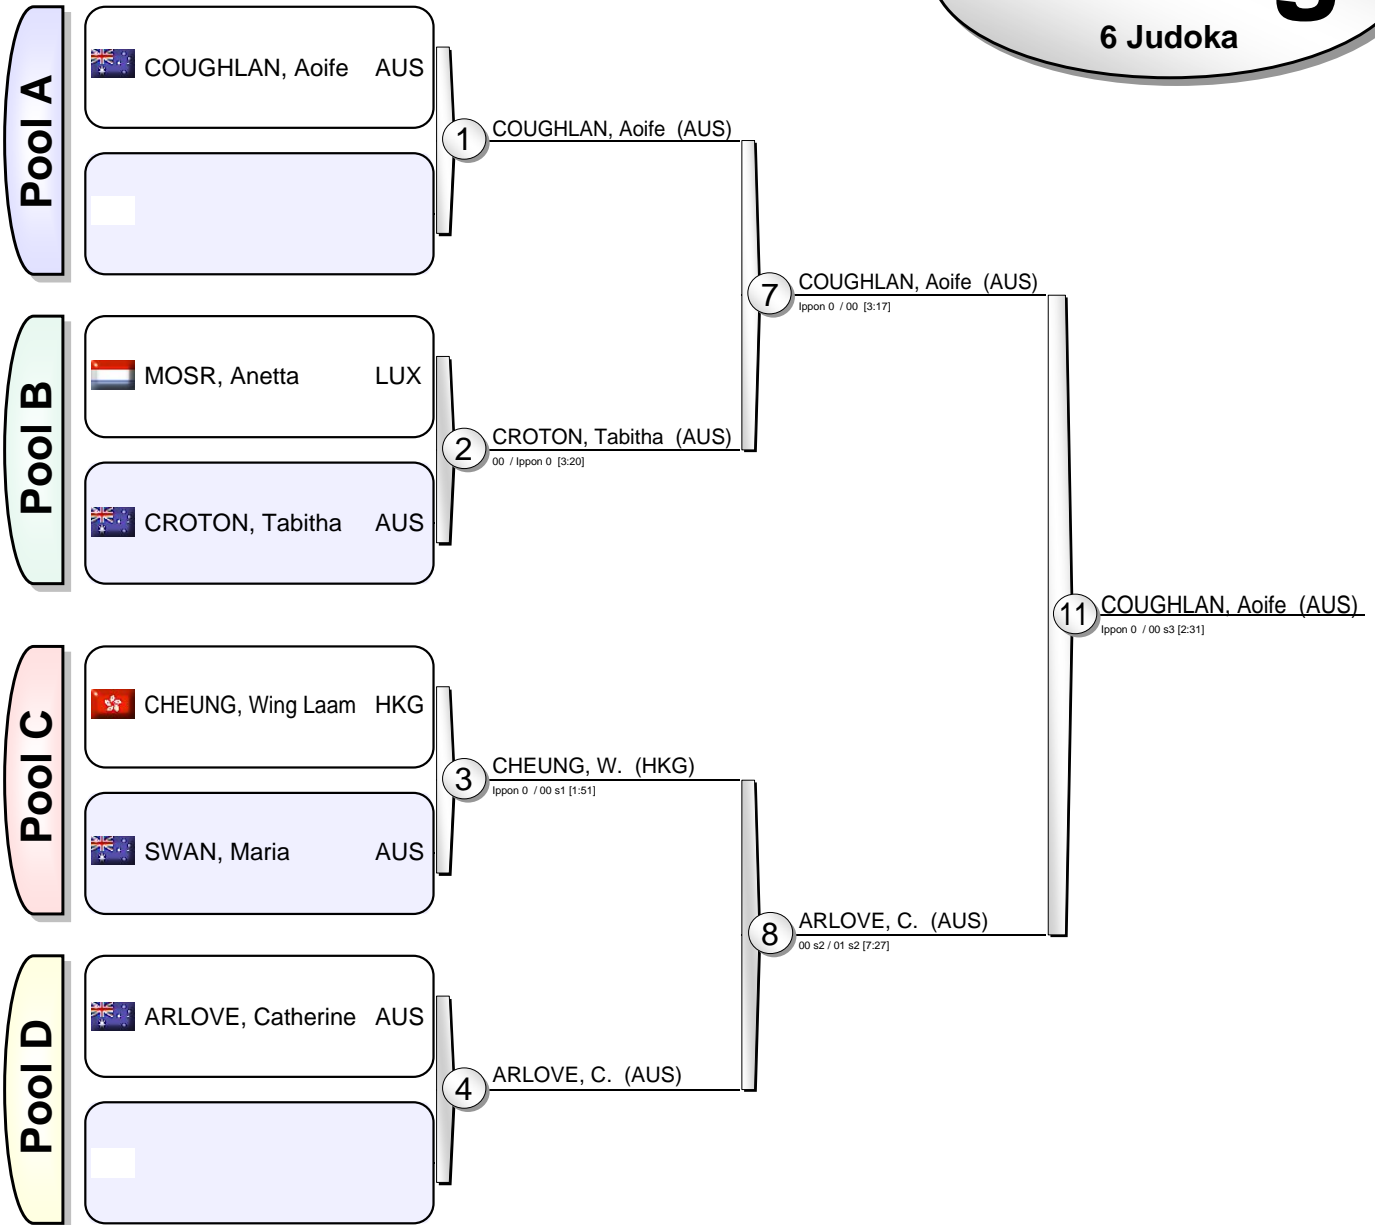 6 Judoka
Pool A
COUGHLAN, Aoife AUS
1 COUGHLAN, Aoife (AUS)
7 COUGHLAN, Aoife (AUS)
Ippon 0 / 00 [3:17]
Pool B
MOSR, Anetta LUX
2 CROTON, Tabitha (AUS)
00 / Ippon 0 [3:20]
CROTON, Tabitha AUS
11 COUGHLAN, Aoife (AUS)
Ippon 0 / 00 s3 [2:31]
Pool C
CHEUNG, Wing Laam HKG
3 CHEUNG, W. (HKG)
Ippon 0 / 00 s1 [1:51]
SWAN, Maria AUS
8 ARLOVE, C. (AUS)
00 s2 / 01 s2 [7:27]
Pool D
ARLOVE, Catherine AUS
4 ARLOVE, C. (AUS)